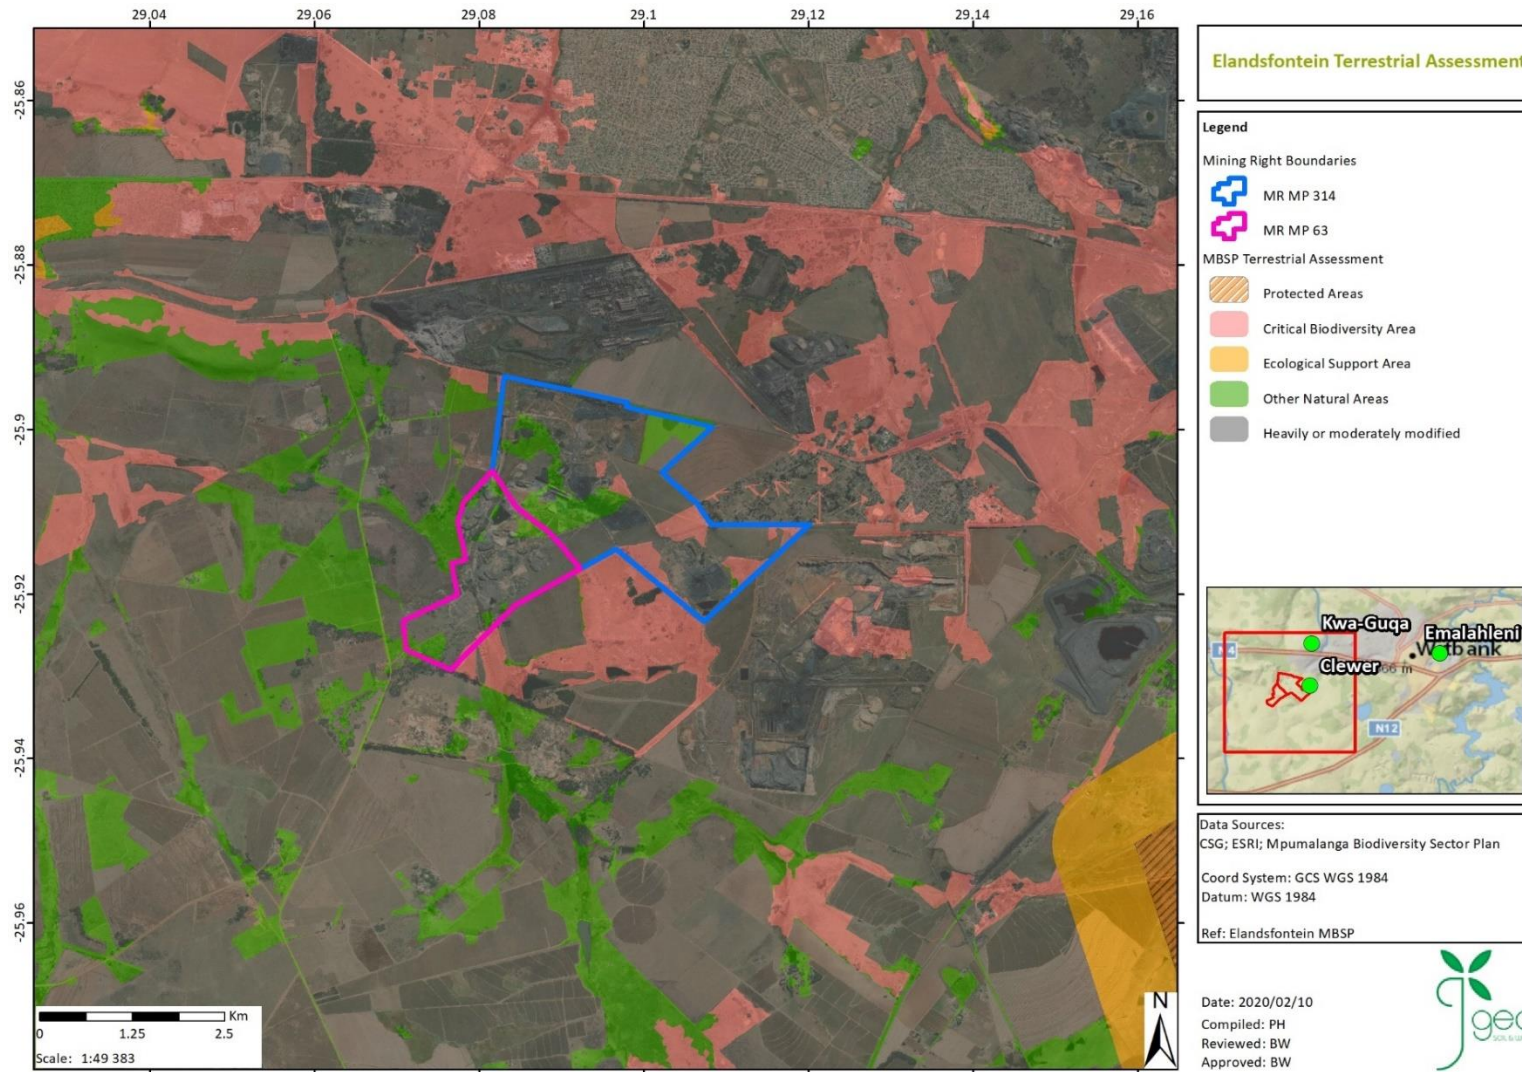 29.04 29.06 29.08 29.1 29.12 29.14 29.16
-25.86
-25.88
-25.9
-25.92
-25.94
-25.96
0 1.25 2.5 Km
Scale: 1:49 383
N
Elandsfontein Terrestrial Assessment
Legend
Mining Right Boundaries
MR MP 314
MR MP 63
MBSP Terrestrial Assessment
Protected Areas
Critical Biodiversity Area
Ecological Support Area
Other Natural Areas
Heavily or moderately modified
Kwa-Guqa
Emalahleni
N4
Clewer
N12
Data Sources:
CSG; ESRI; Mpumalanga Biodiversity Sector Plan
Coord System: GCS WGS 1984
Datum: WGS 1984
Ref: Elandsfontein MBSP
Date: 2020/02/10
Compiled: PH
Reviewed: BW
Approved: BW